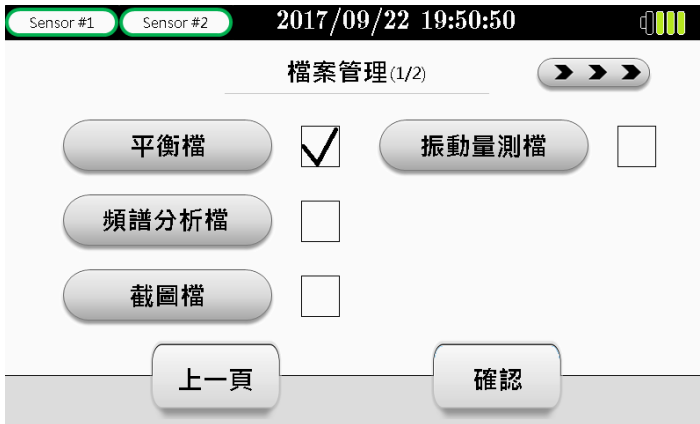 Sensor #1 Sensor #2 2017/09/22 19:50:50
檔案管理(1/2)
平衡檔 振動量測檔
頻譜分析檔
截圖檔
上一頁 確認